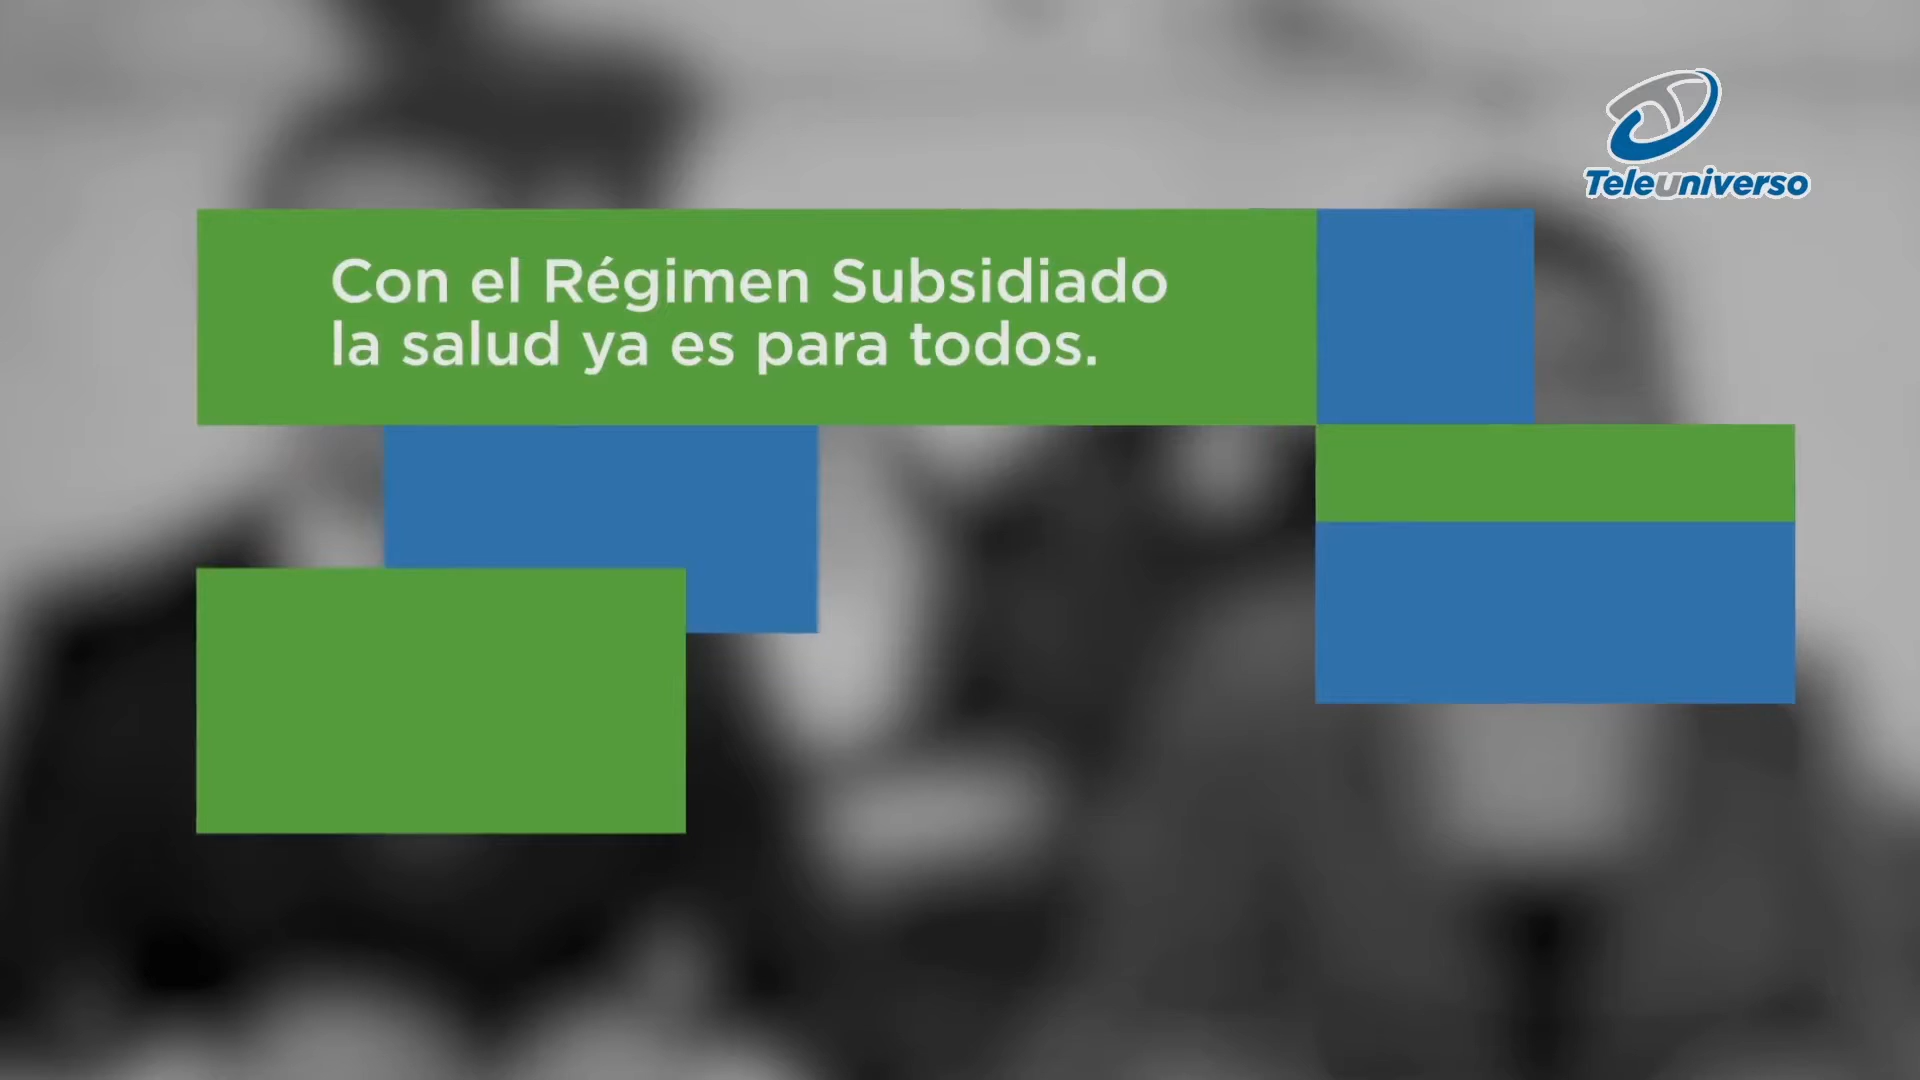 Teleuniverso
Con el Régimen Subsidiado
la salud ya es para todos.